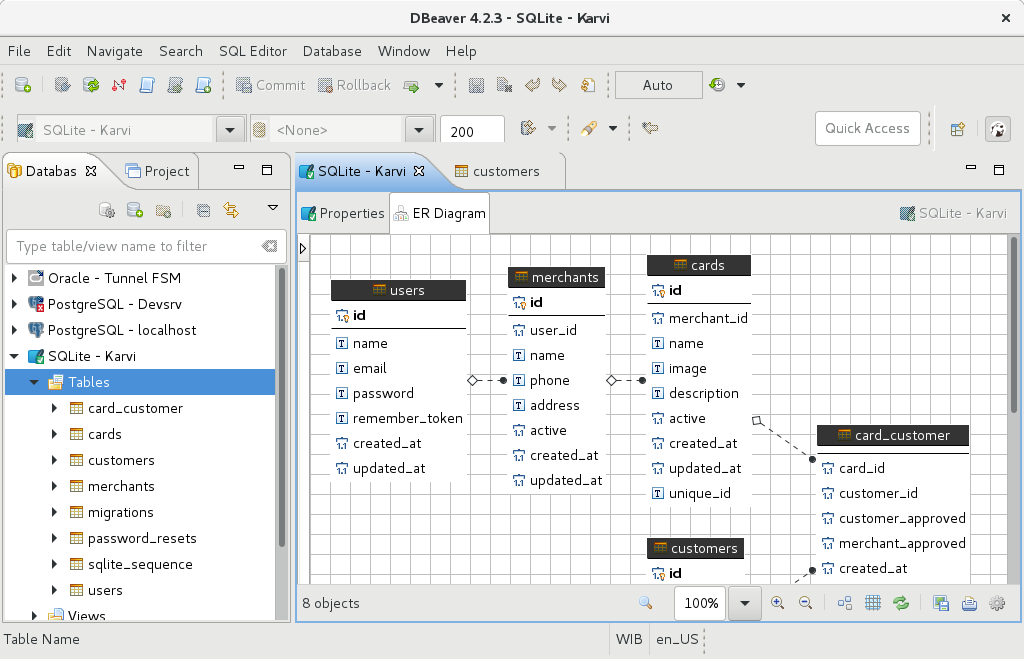 DBeaver 4.2.3 - SQLite - Karvi
File Edit Navigate Search SQL Editor Database Window Help
Commit Rollback Auto
SQLite - Karvi <None> 200 Quick Access
Databas Project
Type table/view name to filter
Oracle - Tunnel FSM
PostgreSQL - Devsrv
PostgreSQL - localhost
SQLite - Karvi
Tables
card_customer
cards
customers
merchants
migrations
password_resets
sqlite_sequence
users
Views
SQLite - Karvi customers
Properties ER Diagram SQLite - Karvi
users
id
name
email
password
remember_token
created_at
updated_at
merchants
id
user_id
name
phone
address
active
created_at
updated_at
cards
id
merchant_id
name
image
description
active
created_at
updated_at
unique_id
card_customer
card_id
customer_id
customer_approved
merchant_approved
created_at
customers
id
8 objects 100%
Table Name WIB en_US